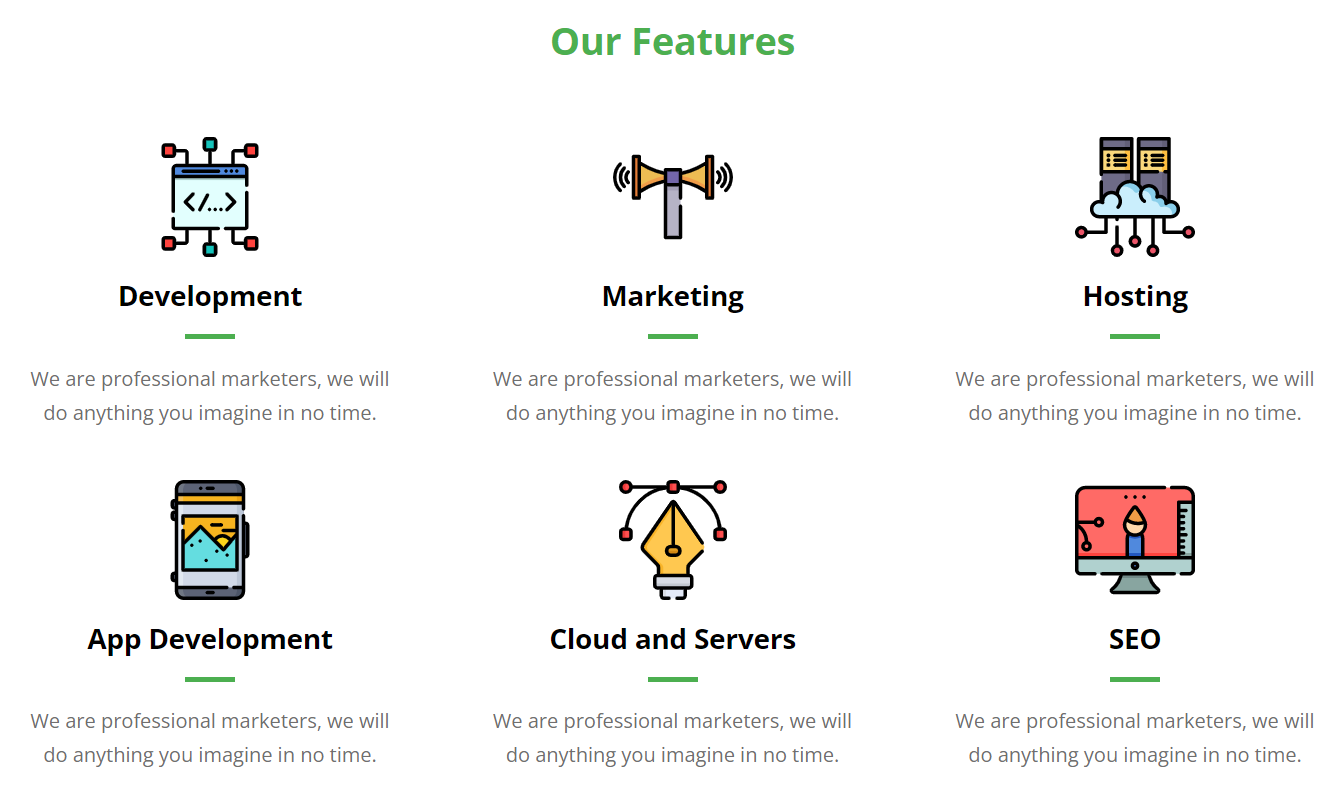 Our Features
</...>
Development
Marketing
Hosting
We are professional marketers, we will
do anything you imagine in no time.
We are professional marketers, we will
do anything you imagine in no time.
We are professional marketers, we will
do anything you imagine in no time.
App Development
Cloud and Servers
SEO
We are professional marketers, we will
do anything you imagine in no time.
We are professional marketers, we will
do anything you imagine in no time.
We are professional marketers, we will
do anything you imagine in no time.